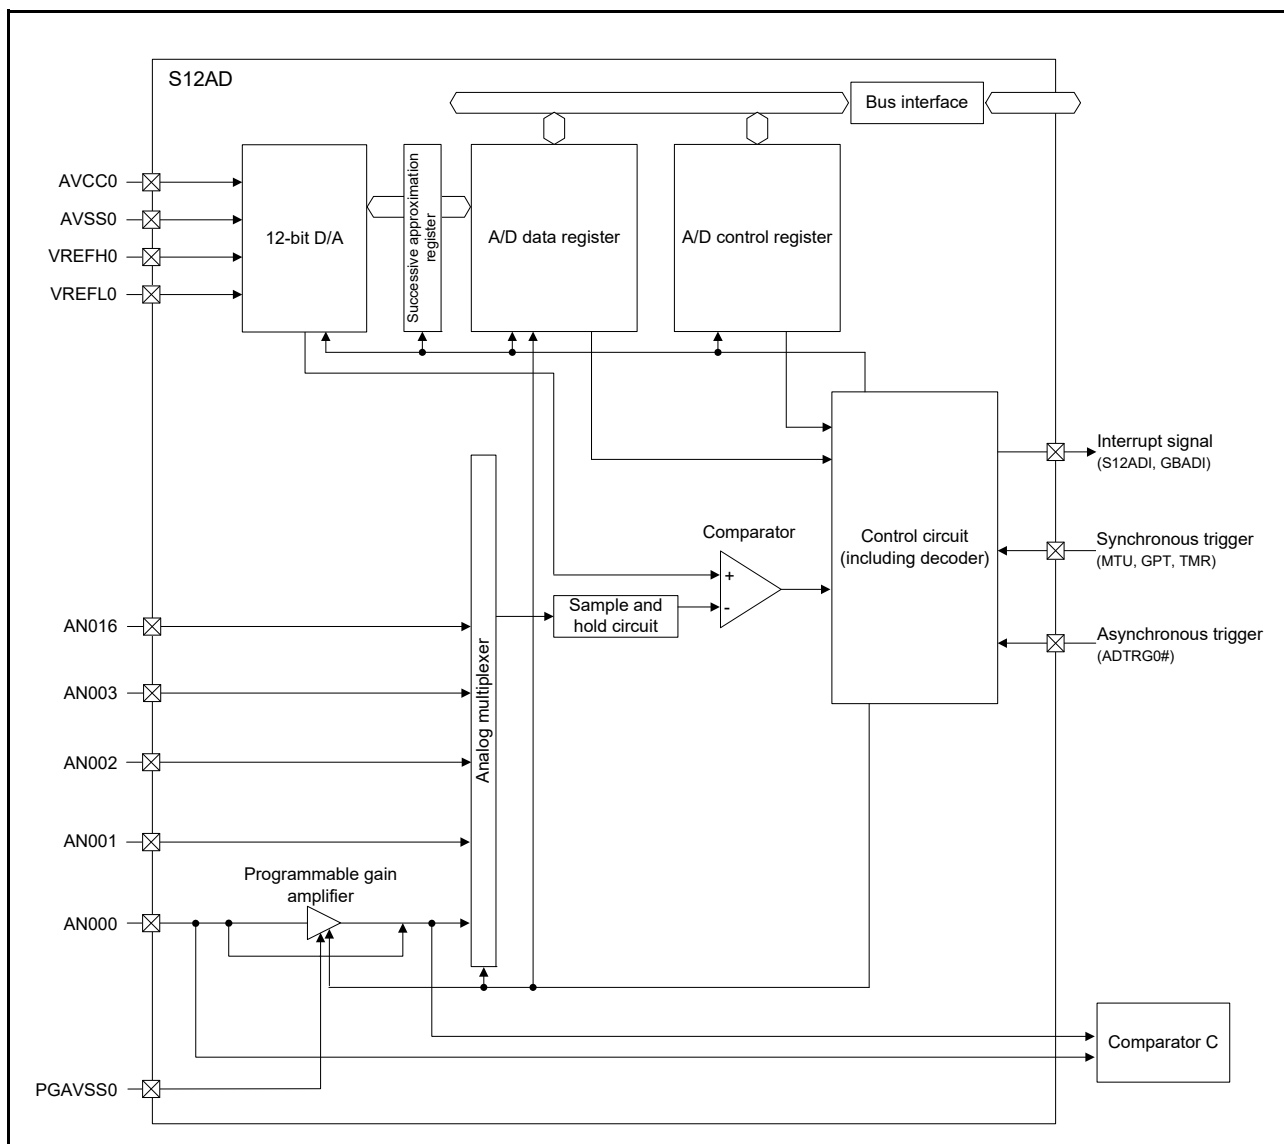 S12AD
Bus interface
AVCC0
AVSS0
VREFH0
VREFL0
12-bit D/A
Successive approximation
register
A/D data register
A/D control register
Interrupt signal
(S12ADI, GBADI)
Comparator
+
-
Control circuit
(including decoder)
Synchronous trigger
(MTU, GPT, TMR)
Sample and
hold circuit
Asynchronous trigger
(ADTRG0#)
AN016
AN003
AN002
AN001
AN000
Analog multiplexer
Programmable gain
amplifier
Comparator C
PGAVSS0